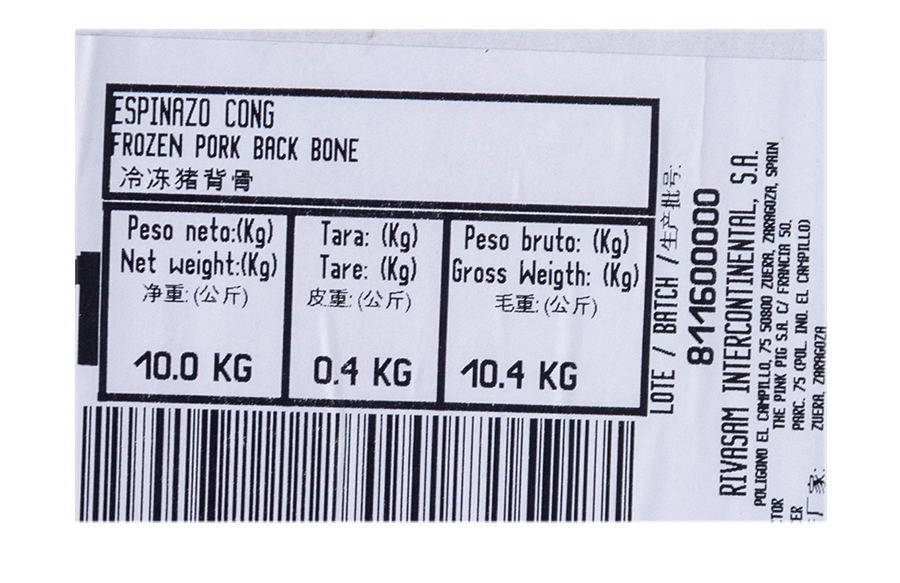 ESPINAZO CONG
FROZEN PORK BACK BONE
冷冻猪背骨
Peso neto:(Kg)
Net weight:(Kg)
净重:(公斤)
10.0 KG
Tara: (Kg)
Tare: (Kg)
皮重:(公斤)
0.4 KG
Peso bruto: (Kg)
Gross Weigth: (Kg)
毛重:(公斤)
10.4 KG
LOTE / BATCH /生产批号:
811600000
RIVASAM INTERCONTINENTAL, S.A.
POLIGONO EL CAMPILLO, 75 50800 ZUERA, ZARAGOZA, SPAIN
THE PINK PIG S.A. C/ FRANCIA SO.
PARC. 75 (POL. IND. EL CAMPILLO)
ZUERA, ZARAGOZA